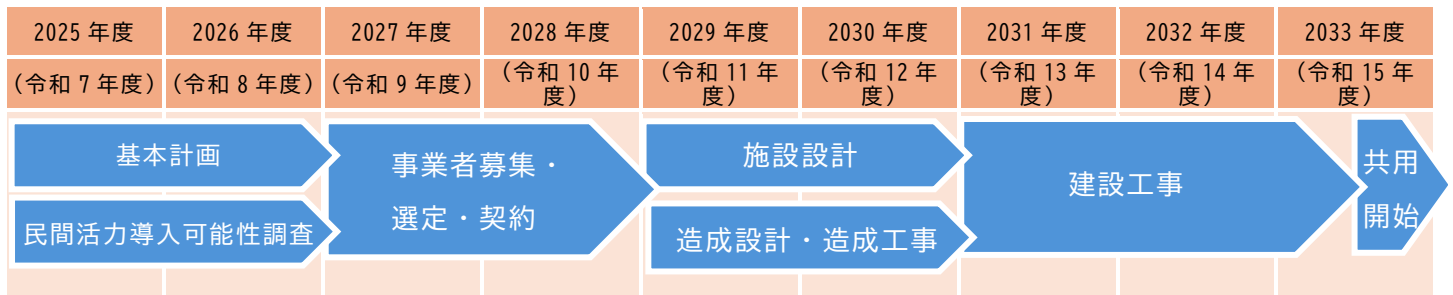 2025 年度 2026 年度 2027 年度 2028 年度 2029 年度 2030 年度 2031 年度 2032 年度 2033 年度
(令和 7 年度) (令和 8 年度) (令和 9 年度) (令和 10 年度) (令和 11 年度) (令和 12 年度) (令和 13 年度) (令和 14 年度) (令和 15 年度)
基本計画
民間活力導入可能性調査
事業者募集・
選定・契約
施設設計
造成設計・造成工事
建設工事
共用
開始